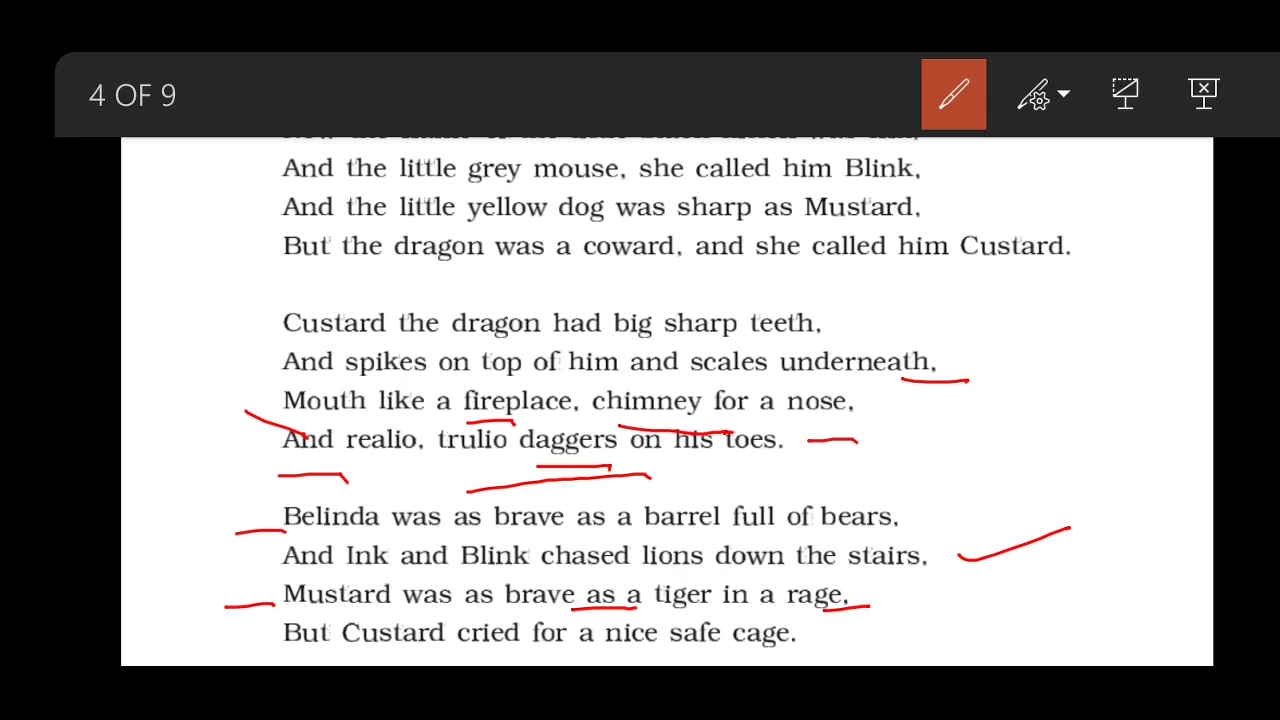 4 OF 9
And the little grey mouse, she called him Blink,
And the little yellow dog was sharp as Mustard,
But the dragon was a coward, and she called him Custard.
Custard the dragon had big sharp teeth,
And spikes on top of him and scales underneath,
Mouth like a fireplace, chimney for a nose,
And realio, trulio daggers on his toes.
Belinda was as brave as a barrel full of bears,
And Ink and Blink chased lions down the stairs,
Mustard was as brave as a tiger in a rage,
But Custard cried for a nice safe cage.